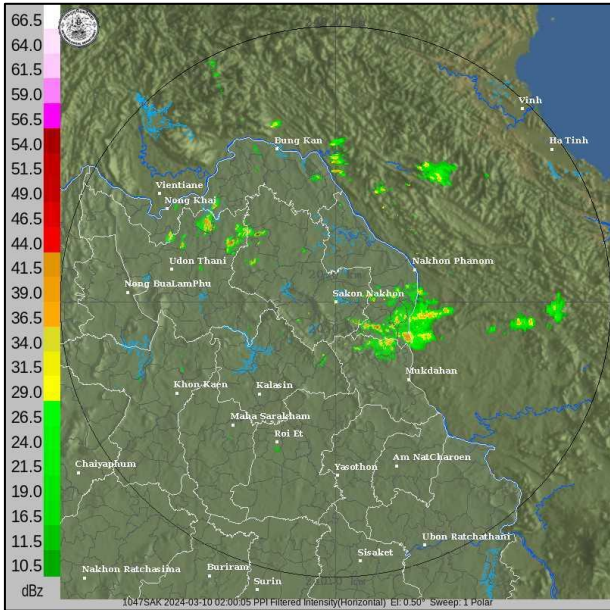 66.5
64.0
61.5
59.0
56.5
54.0
51.5
49.0
46.5
44.0
41.5
39.0
36.5
34.0
31.5
29.0
26.5
24.0
21.5
19.0
16.5
14.0
11.5
10.5
dBz
Vinh
Ha Tinh
Bung Kan
Vientiane
Nong Khai
Udon Thani
Nakhon Phanom
Nong BuaLamPhu
Sakon Nakhon
Mukdahan
Khon Kaen
Kalasin
Maha Sarakham
Roi Et
Chaiyaphum
Yasothon
Am NatCharoen
Ubon Ratchathani
Sisaket
Nakhon Ratchasima
Buriram
Surin
1047SAK 2024-03-10 02:00:05 PPI Filtered Intensity(Horizontal) El: 0.50° Sweep: 1 Polar